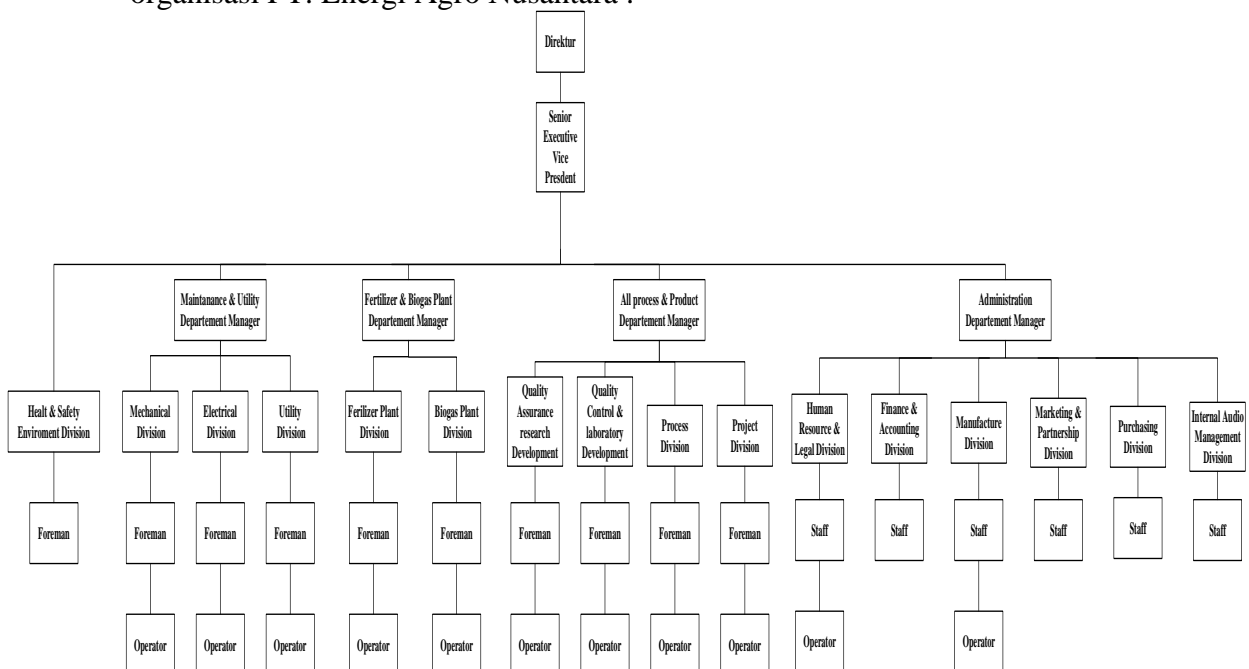 organisasi PT. Energi Agro Nusantara :
Direktur
Senior
Executive
Vice
Presdent
Maintanance & Utility
Departement Manager
Fertilizer & Biogas Plant
Departement Manager
All process & Product
Departement Manager
Administration
Departement Manager
Healt & Safety
Enviroment Division
Mechanical
Division
Electrical
Division
Utility
Division
Ferilizer Plant
Division
Biogas Plant
Division
Quality
Assurance
research
Development
Quality
Control &
laboratory
Development
Process
Division
Project
Division
Human
Resource &
Legal Division
Finance &
Accounting
Division
Manufacture
Division
Marketing &
Partnership
Division
Purchasing
Division
Internal Audio
Management
Division
Foreman
Foreman
Foreman
Foreman
Foreman
Foreman
Foreman
Foreman
Foreman
Foreman
Staff
Staff
Staff
Staff
Staff
Staff
Operator
Operator
Operator
Operator
Operator
Operator
Operator
Operator
Operator
Operator
Operator